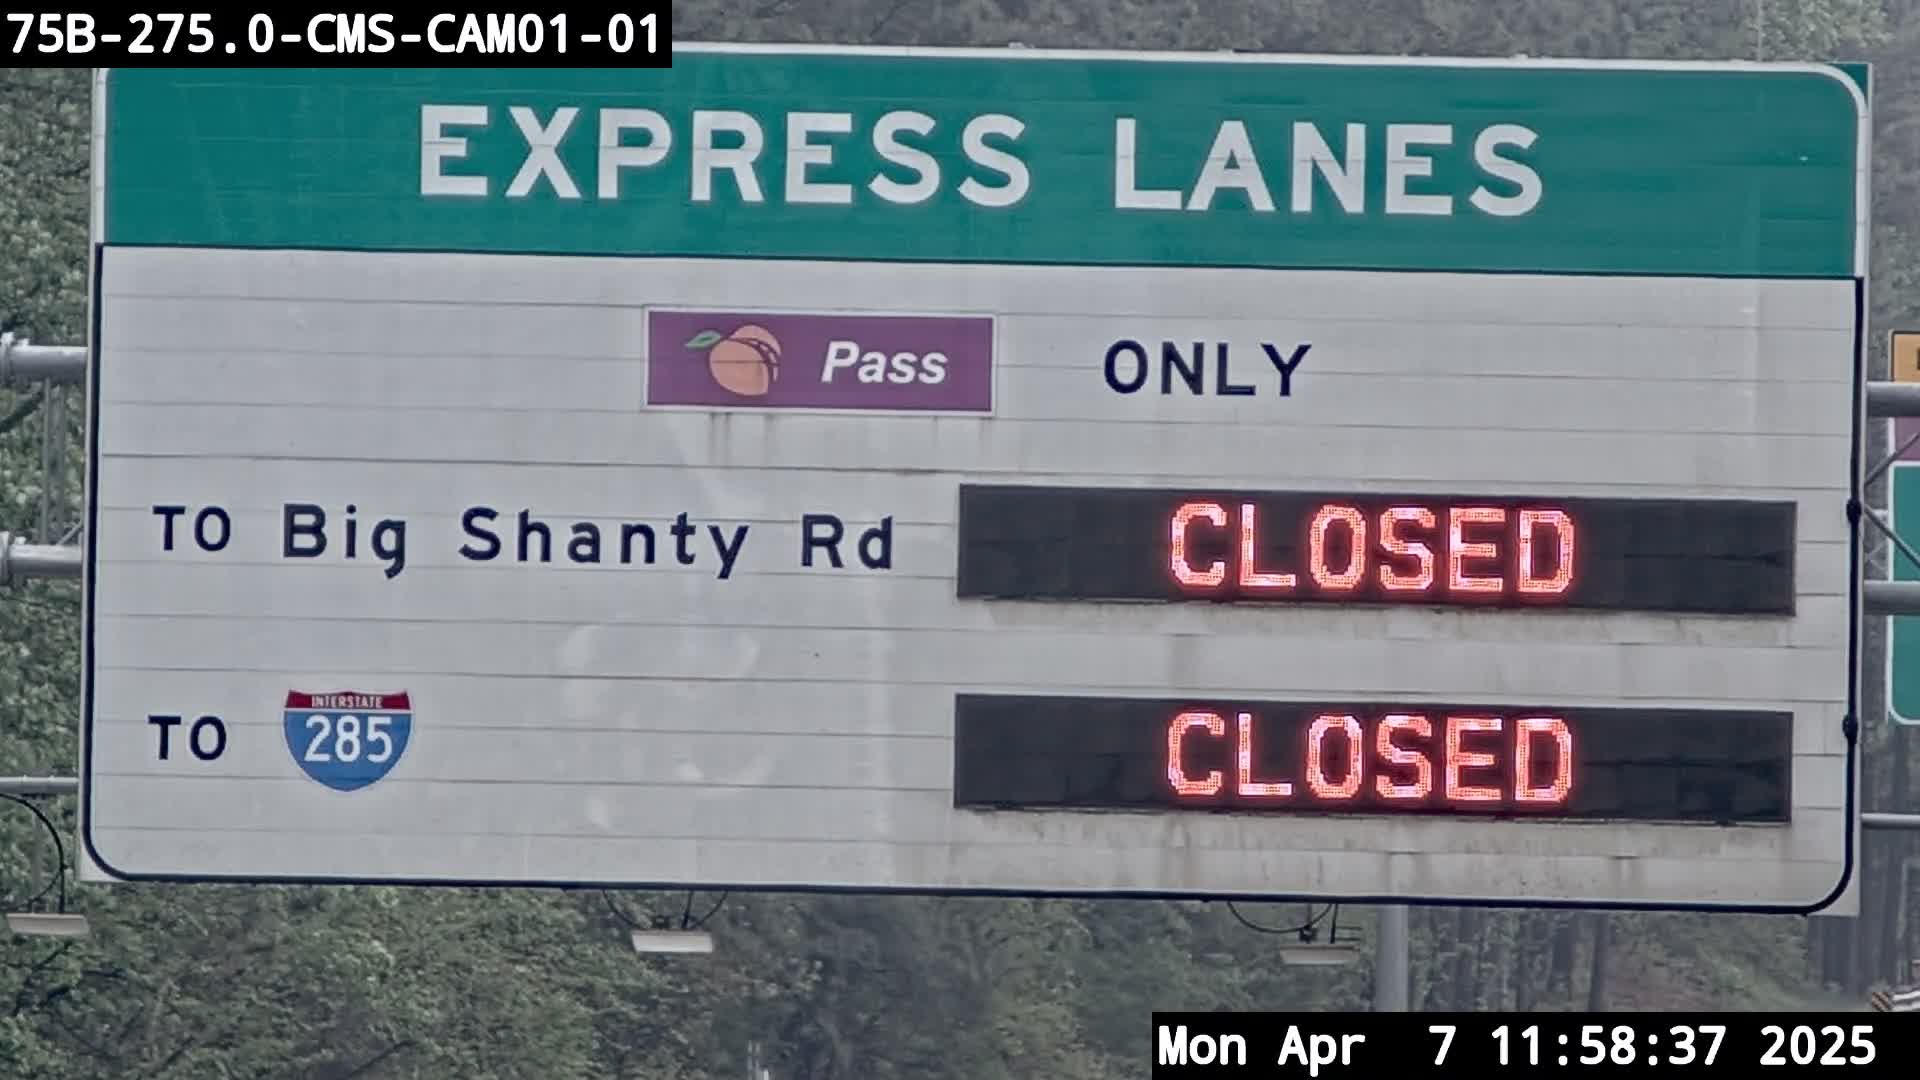 75B-275.0-CMS-CAM01-01
EXPRESS LANES
Pass ONLY
TO Big Shanty Rd CLOSED
TO INTERSTATE 285 CLOSED
Mon Apr 7 11:58:37 2025